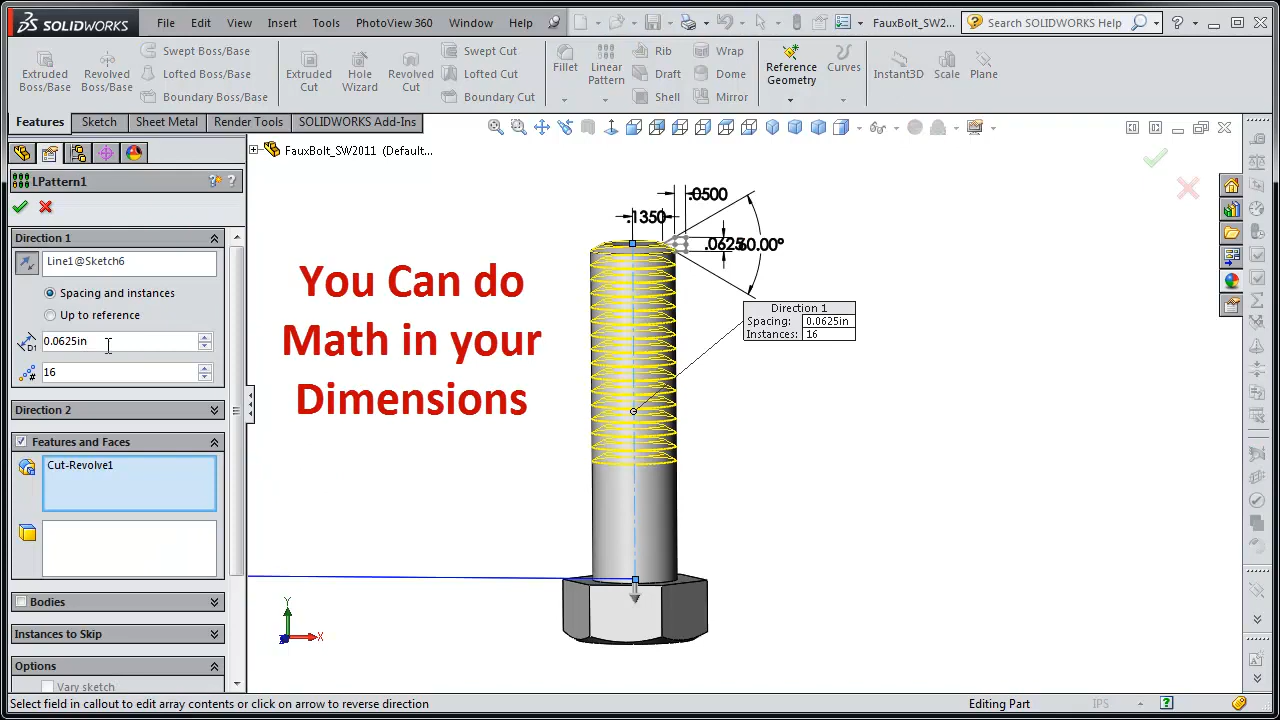 SOLIDWORKS
File Edit View Insert Tools PhotoView 360 Window Help
FauxBolt_SW2...
Search SOLIDWORKS Help
?
Extruded Boss/Base
Revolved Boss/Base
Swept Boss/Base
Lofted Boss/Base
Boundary Boss/Base
Extruded Cut
Hole Wizard
Revolved Cut
Swept Cut
Lofted Cut
Boundary Cut
Fillet
Linear Pattern
Rib
Draft
Shell
Wrap
Dome
Mirror
Reference Geometry
Curves
Instant3D
Scale
Plane
Features Sketch Sheet Metal Render Tools SOLIDWORKS Add-Ins
FauxBolt_SW2011 (Default...
LPattern1
?
Direction 1
Line1@Sketch6
Spacing and instances
Up to reference
D1
0.0625in
#
16
Direction 2
Features and Faces
Cut-Revolve1
Bodies
Instances to Skip
Options
Vary sketch
You Can do
Math in your
Dimensions
.0500
.1350
.0625
60.00°
Direction 1
Spacing: 0.0625in
Instances: 16
Y
X
Select field in callout to edit array contents or click on arrow to reverse direction
Editing Part
IPS
?